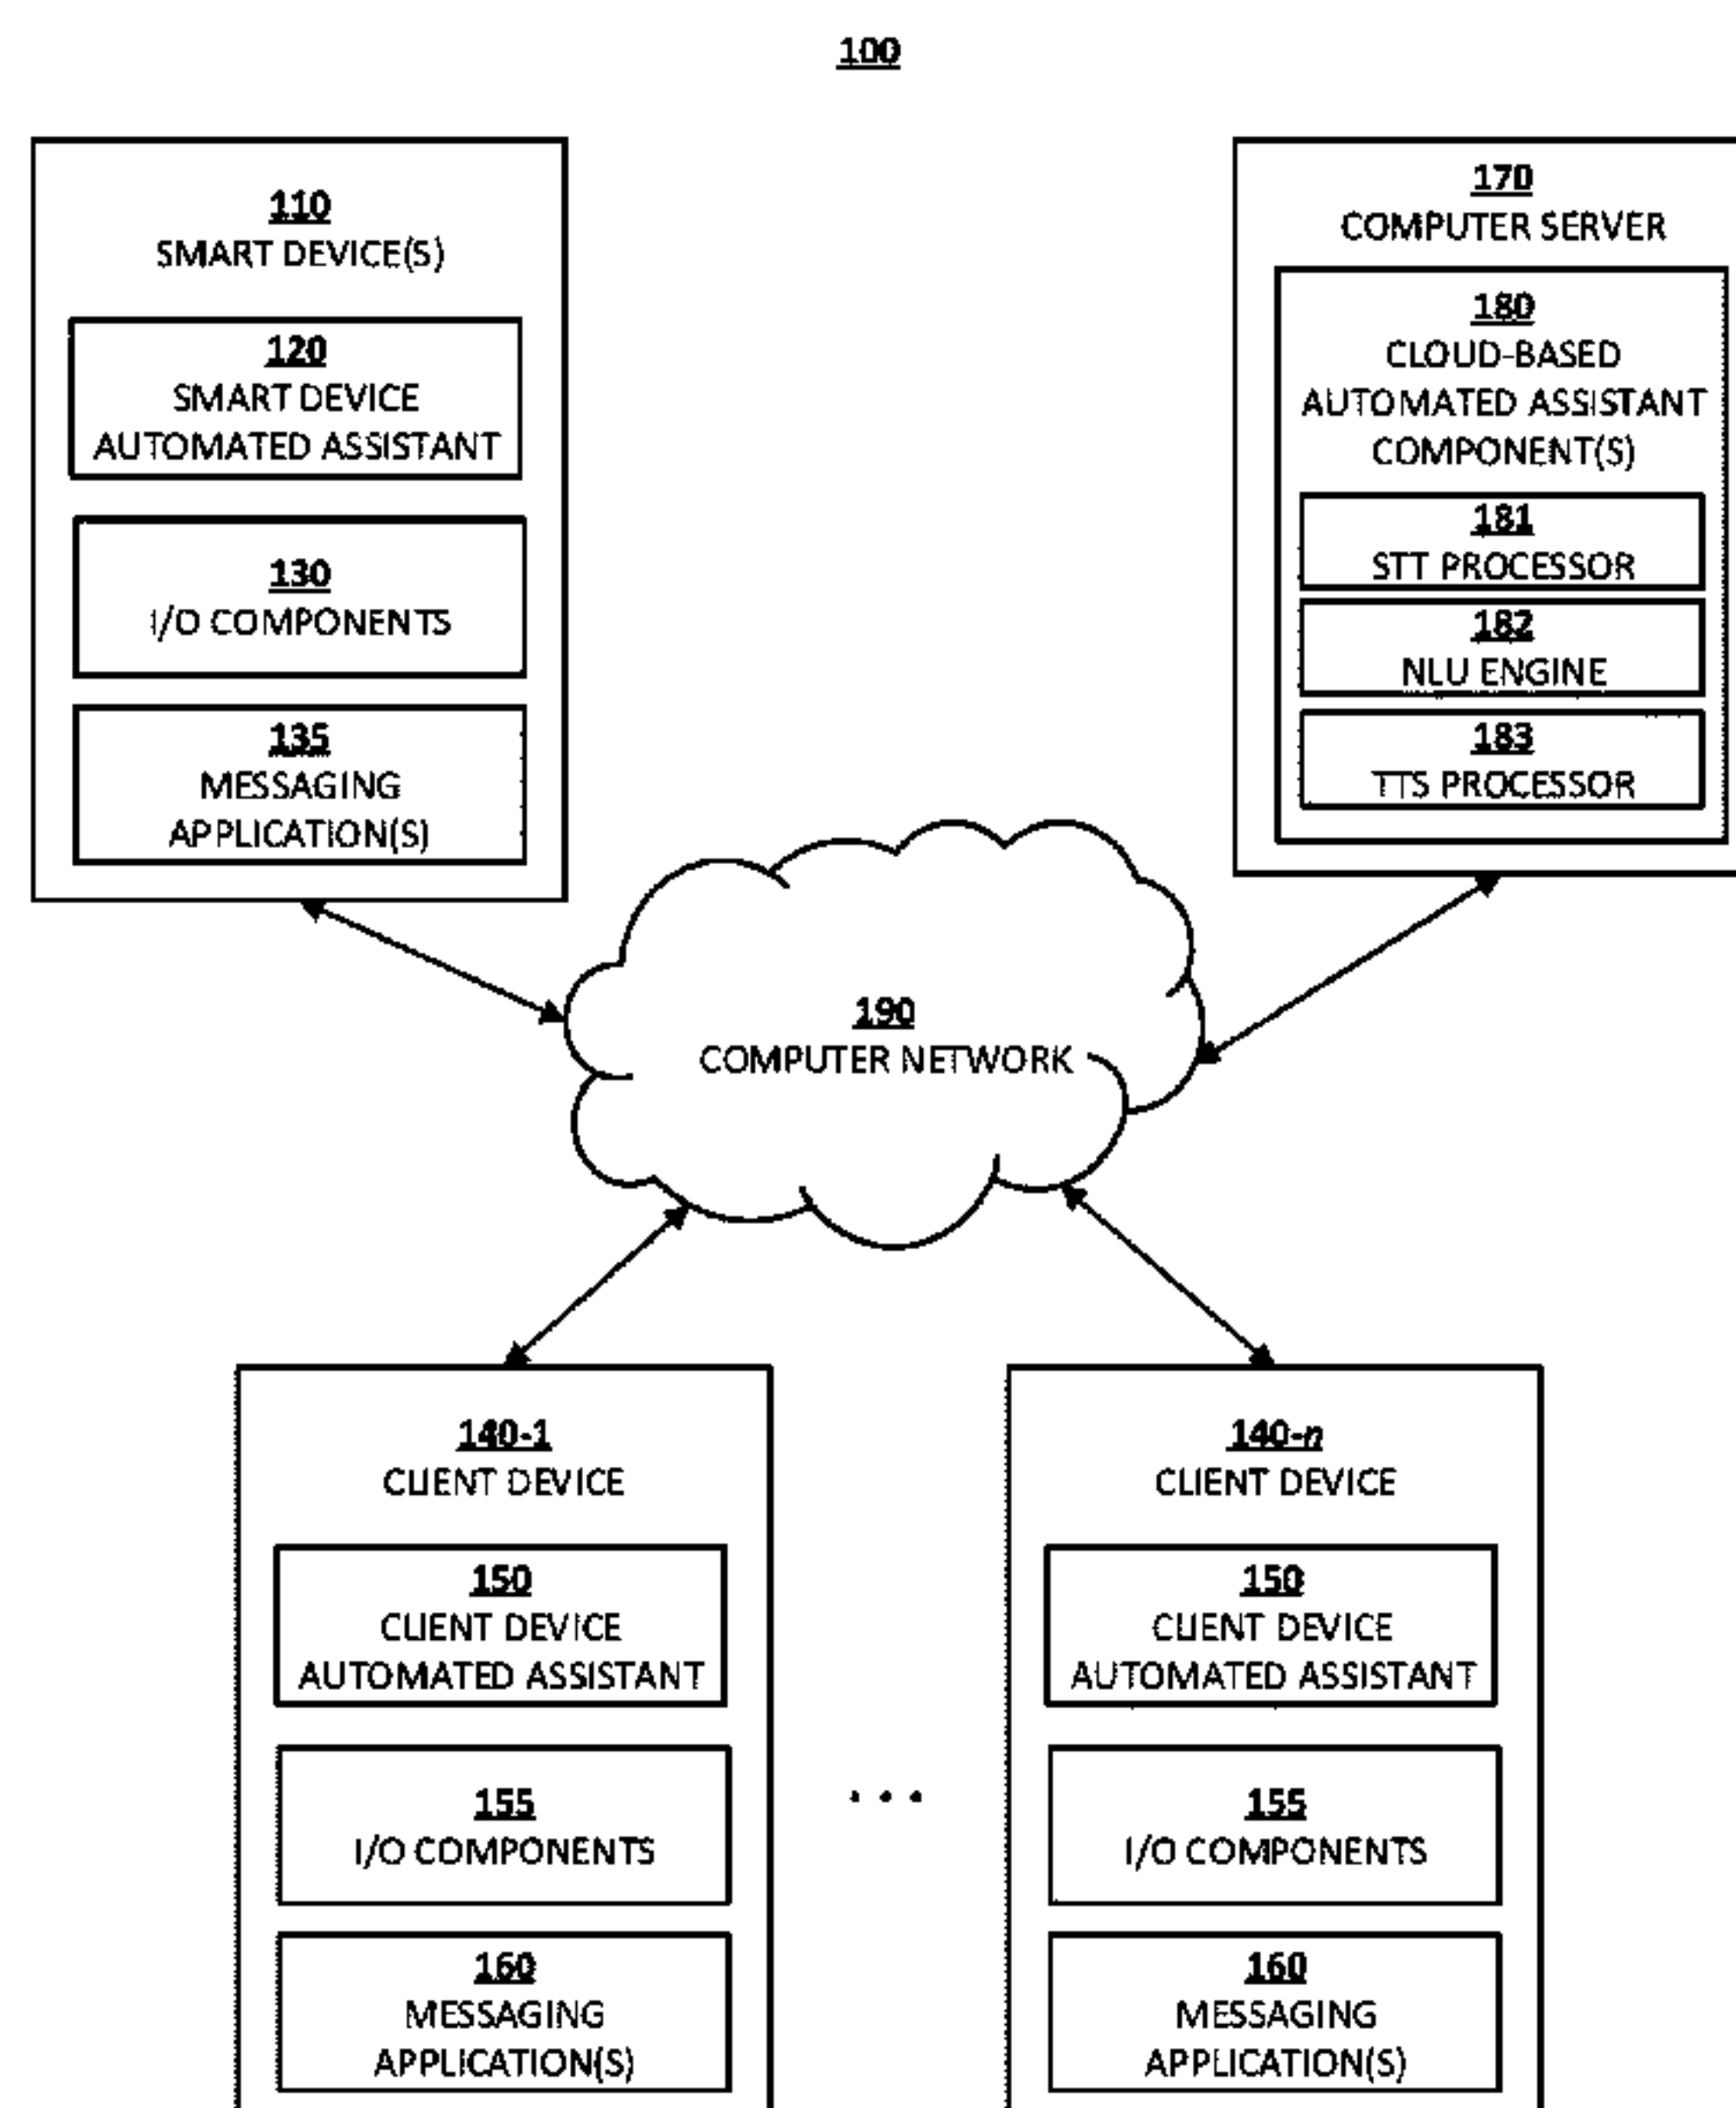 100
110
SMART DEVICE(S)
120
SMART DEVICE
AUTOMATED ASSISTANT
130
I/O COMPONENTS
135
MESSAGING
APPLICATION(S)
170
COMPUTER SERVER
180
CLOUD-BASED
AUTOMATED ASSISTANT
COMPONENT(S)
181
STT PROCESSOR
182
NLU ENGINE
183
TTS PROCESSOR
190
COMPUTER NETWORK
140-1
CLIENT DEVICE
150
CLIENT DEVICE
AUTOMATED ASSISTANT
155
I/O COMPONENTS
160
MESSAGING
APPLICATION(S)
. . .
140-n
CLIENT DEVICE
150
CLIENT DEVICE
AUTOMATED ASSISTANT
155
I/O COMPONENTS
160
MESSAGING
APPLICATION(S)